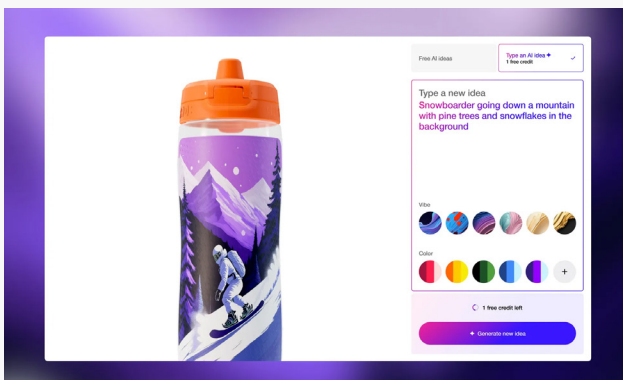 Free AI ideas
Type an AI idea
1 free credit
Type a new idea
Snowboarder going down a mountain
with pine trees and snowflakes in the
background
Vibe
Color
+
1 free credit left
Generate new idea